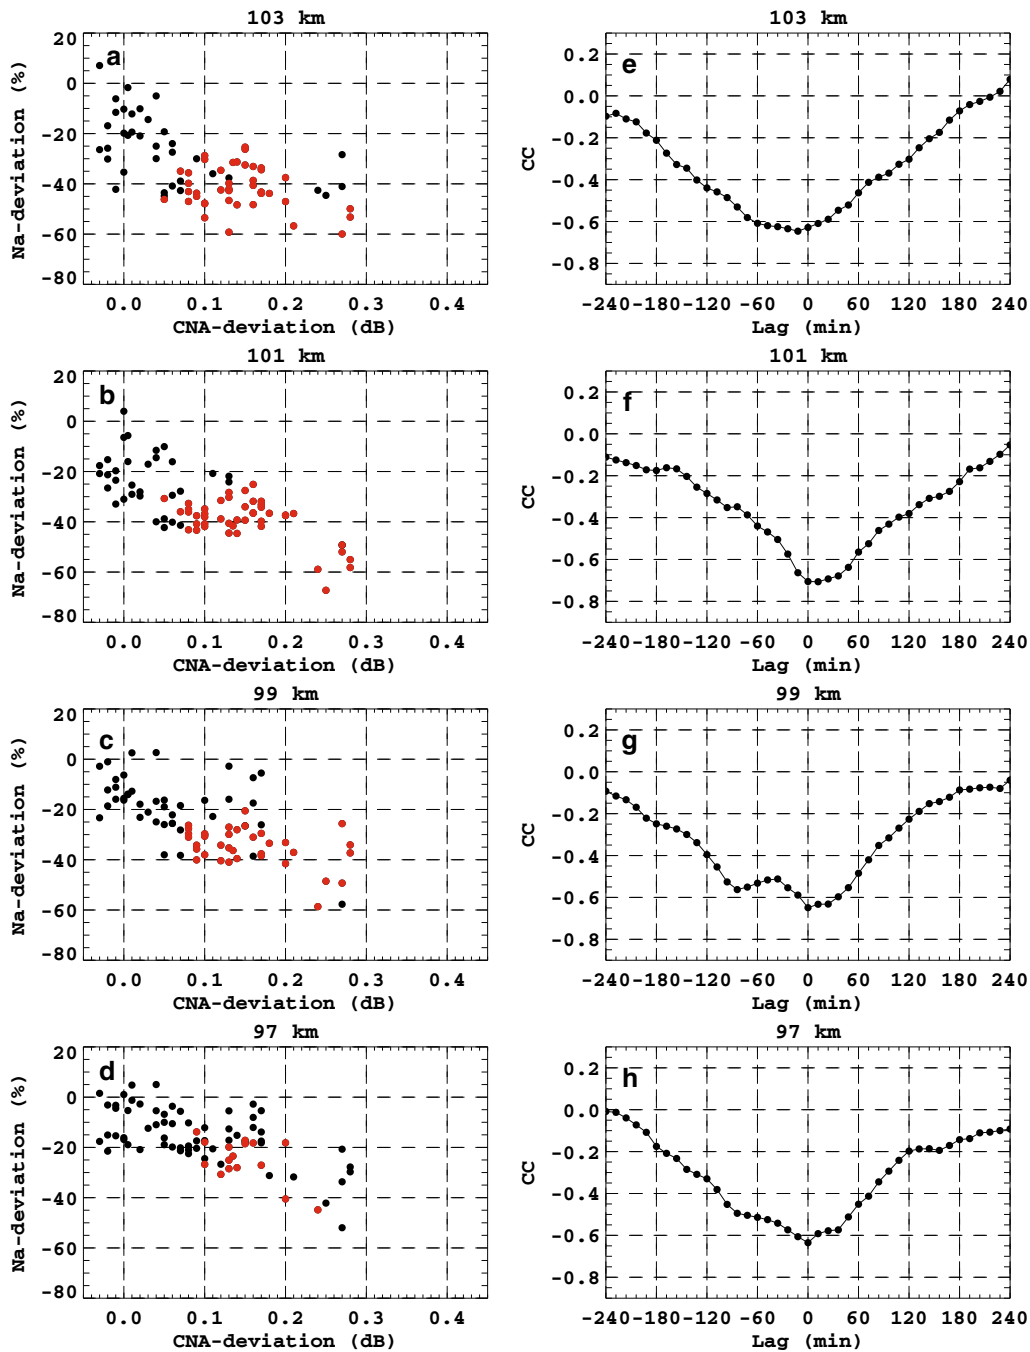 103 km
a
20
0
-20
-40
-60
-80
Na-deviation (%)
0.0 0.1 0.2 0.3 0.4
CNA-deviation (dB)
103 km
e
0.2
0.0
-0.2
-0.4
-0.6
-0.8
CC
-240 -180 -120 -60 0 60 120 180 240
Lag (min)
101 km
b
20
0
-20
-40
-60
-80
Na-deviation (%)
0.0 0.1 0.2 0.3 0.4
CNA-deviation (dB)
101 km
f
0.2
0.0
-0.2
-0.4
-0.6
-0.8
CC
-240 -180 -120 -60 0 60 120 180 240
Lag (min)
99 km
c
20
0
-20
-40
-60
-80
Na-deviation (%)
0.0 0.1 0.2 0.3 0.4
CNA-deviation (dB)
99 km
g
0.2
0.0
-0.2
-0.4
-0.6
-0.8
CC
-240 -180 -120 -60 0 60 120 180 240
Lag (min)
97 km
d
20
0
-20
-40
-60
-80
Na-deviation (%)
0.0 0.1 0.2 0.3 0.4
CNA-deviation (dB)
97 km
h
0.2
0.0
-0.2
-0.4
-0.6
-0.8
CC
-240 -180 -120 -60 0 60 120 180 240
Lag (min)